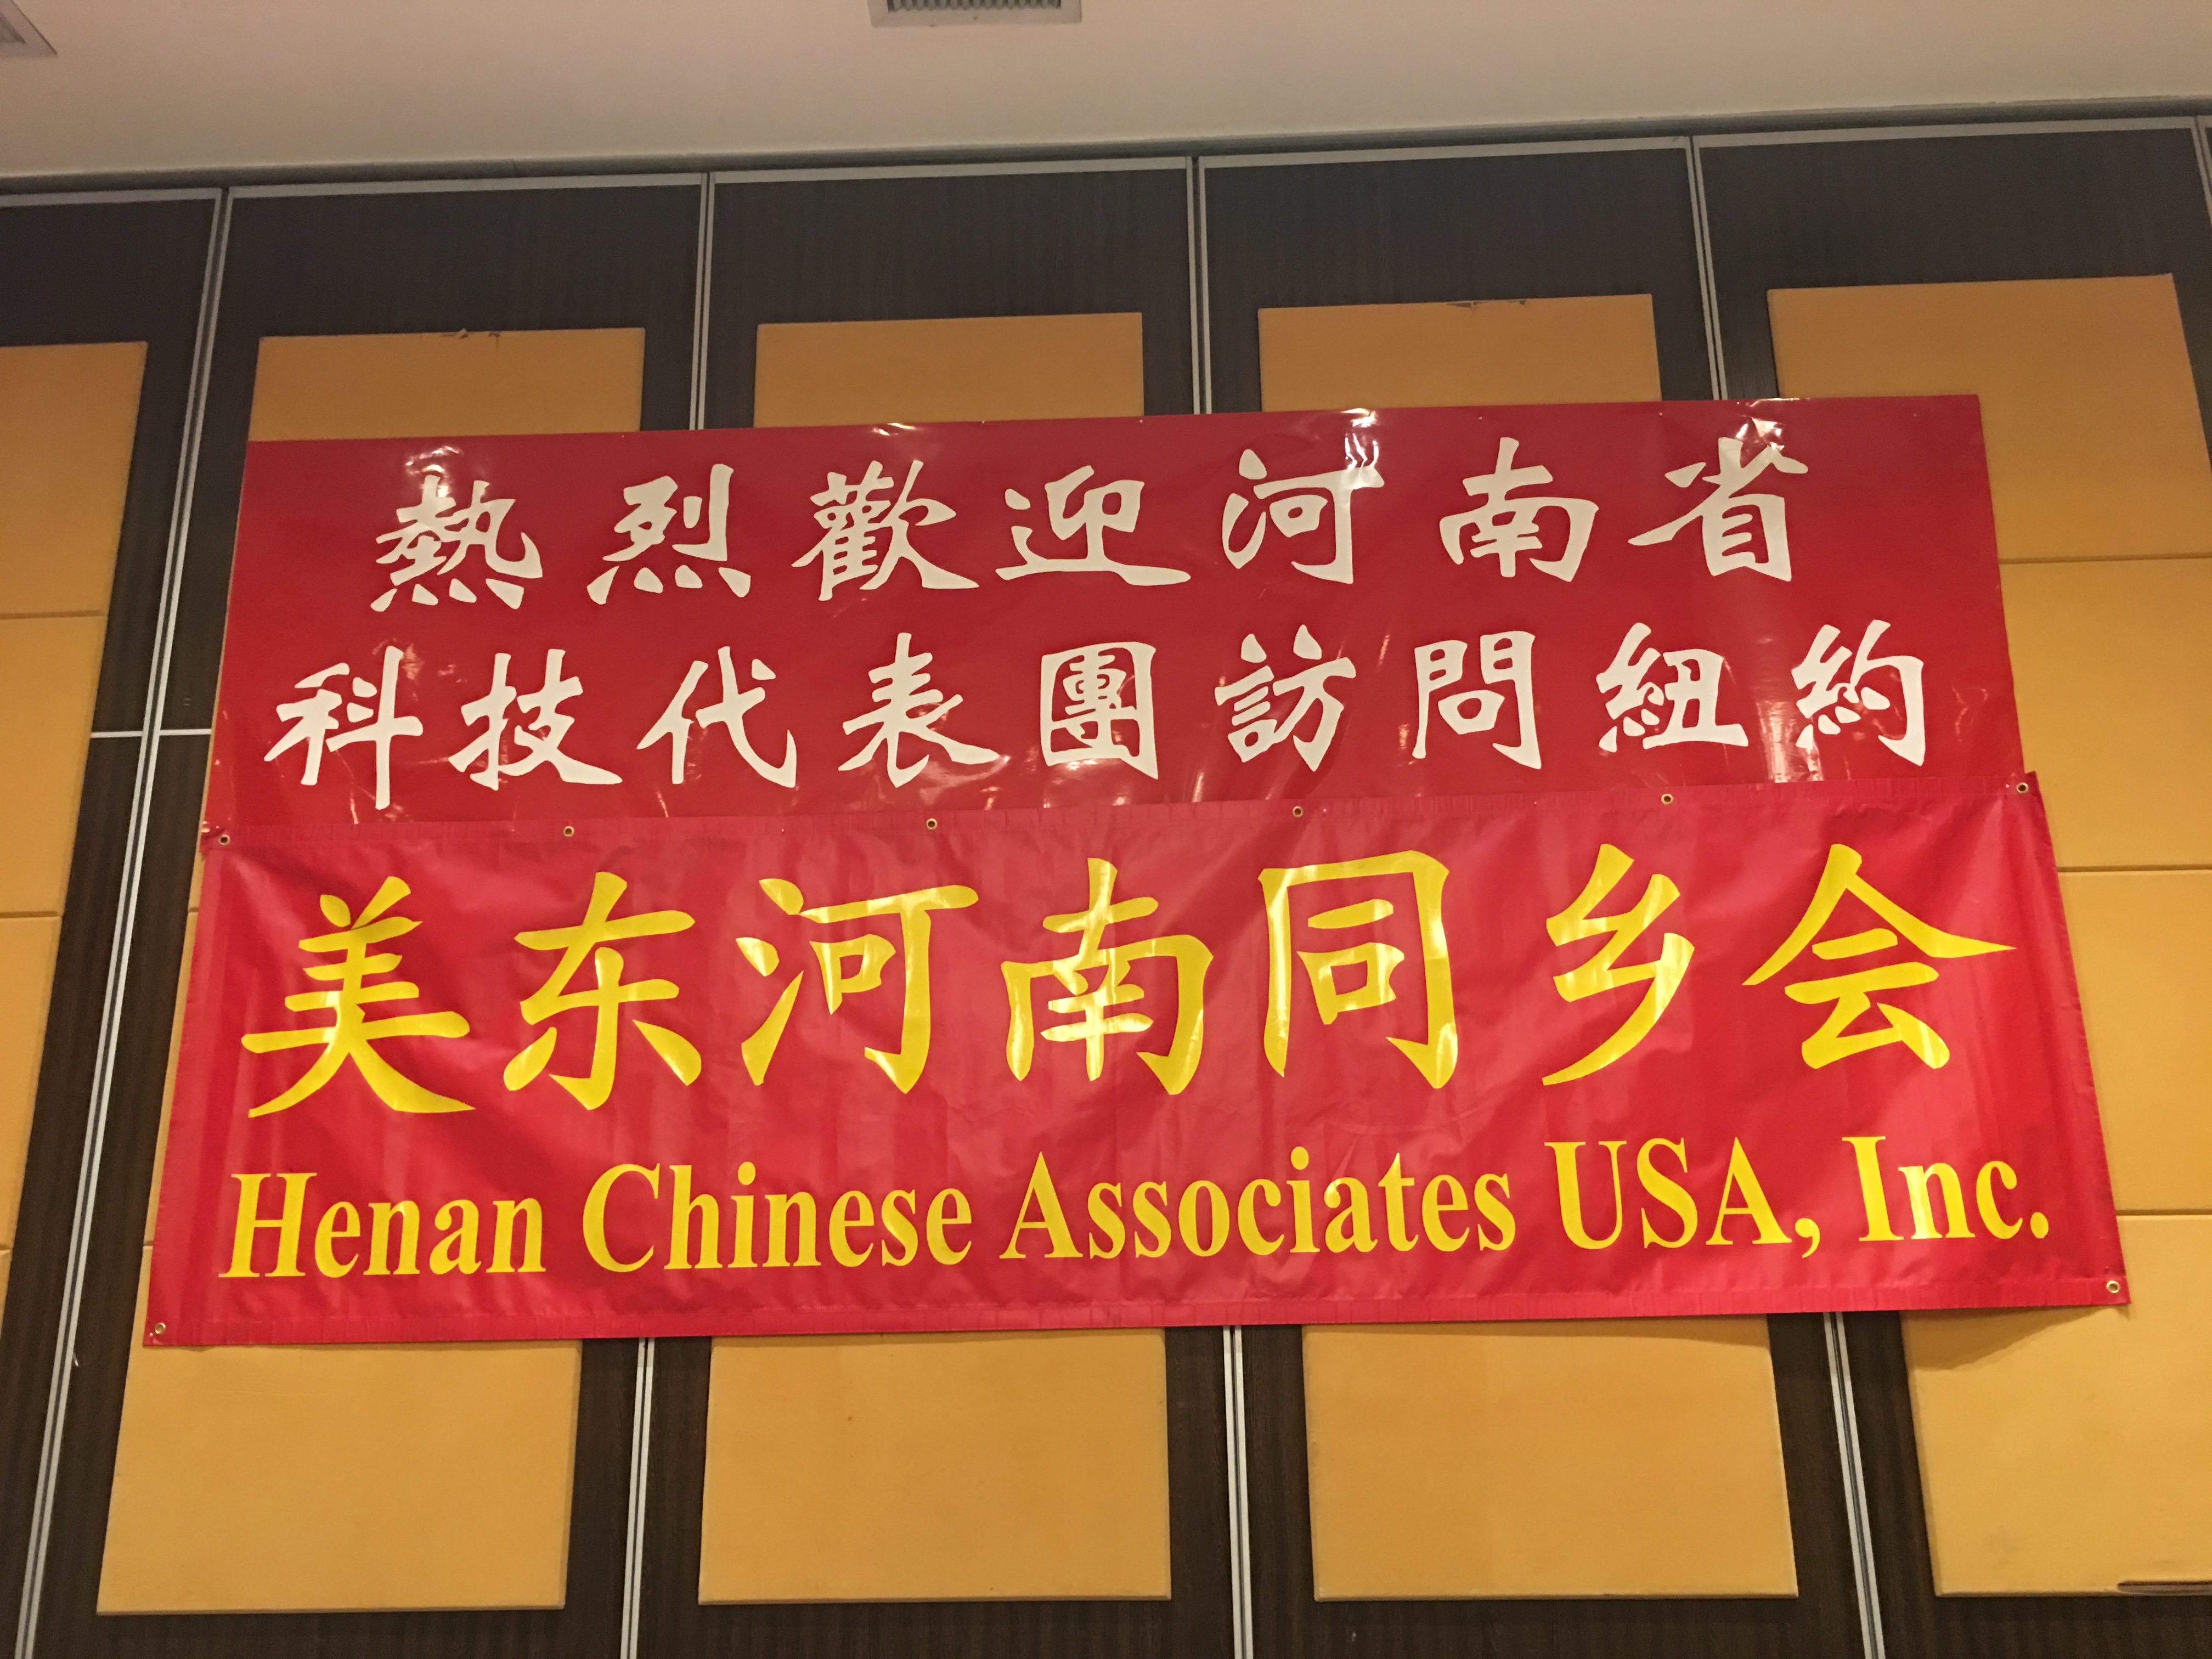 熱烈歡迎河南省
科技代表團訪問紐約
美东河南同乡会
Henan Chinese Associates USA, Inc.